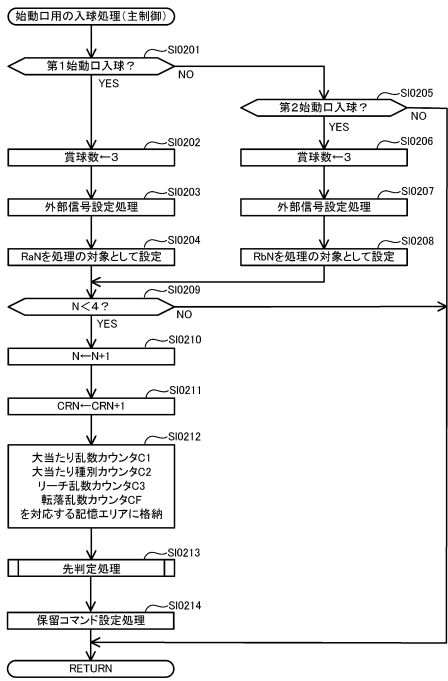 始動口用の入球処理(主制御)
SI0201
第1始動口入球？
NO
YES
SI0205
第2始動口入球？
NO
YES
SI0202
賞球数←3
SI0206
賞球数←3
SI0203
外部信号設定処理
SI0207
外部信号設定処理
SI0204
RaNを処理の対象として設定
SI0208
RbNを処理の対象として設定
SI0209
N＜4？
NO
YES
SI0210
N←N+1
SI0211
CRN←CRN+1
SI0212
大当たり乱数カウンタC1
大当たり種別カウンタC2
リーチ乱数カウンタC3
転落乱数カウンタCF
を対応する記憶エリアに格納
SI0213
先判定処理
SI0214
保留コマンド設定処理
RETURN